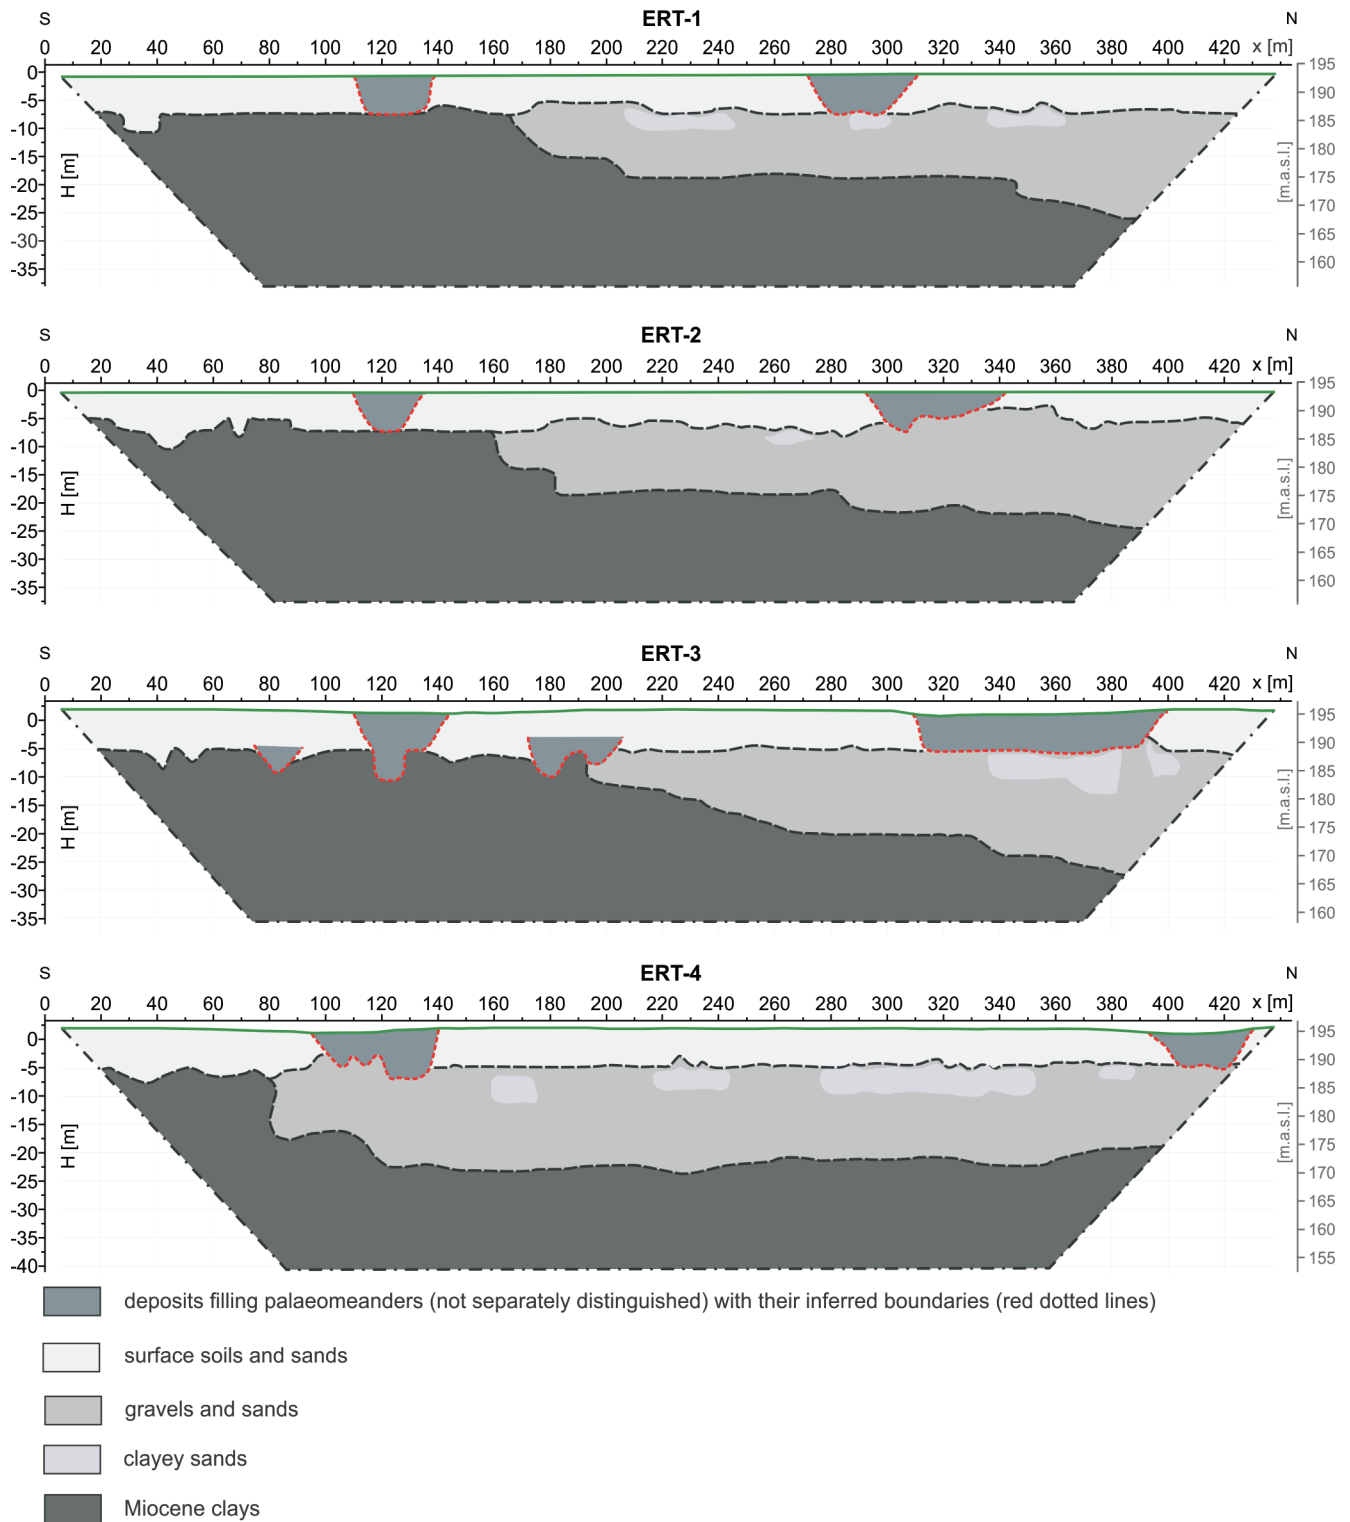 ERT-1
S N
0 20 40 60 80 100 120 140 160 180 200 220 240 260 280 300 320 340 360 380 400 420 x [m]
0 -5 -10 -15 -20 -25 -30 -35
H [m]
195 190 185 180 175 170 165 160
[m.a.s.l.]
ERT-2
S N
0 20 40 60 80 100 120 140 160 180 200 220 240 260 280 300 320 340 360 380 400 420 x [m]
0 -5 -10 -15 -20 -25 -30 -35
H [m]
195 190 185 180 175 170 165 160
[m.a.s.l.]
ERT-3
S N
0 20 40 60 80 100 120 140 160 180 200 220 240 260 280 300 320 340 360 380 400 420 x [m]
0 -5 -10 -15 -20 -25 -30 -35
H [m]
195 190 185 180 175 170 165 160
[m.a.s.l.]
ERT-4
S N
0 20 40 60 80 100 120 140 160 180 200 220 240 260 280 300 320 340 360 380 400 420 x [m]
0 -5 -10 -15 -20 -25 -30 -35 -40
H [m]
195 190 185 180 175 170 165 160 155
[m.a.s.l.]
deposits filling palaeomeanders (not separately distinguished) with their inferred boundaries (red dotted lines)
surface soils and sands
gravels and sands
clayey sands
Miocene clays